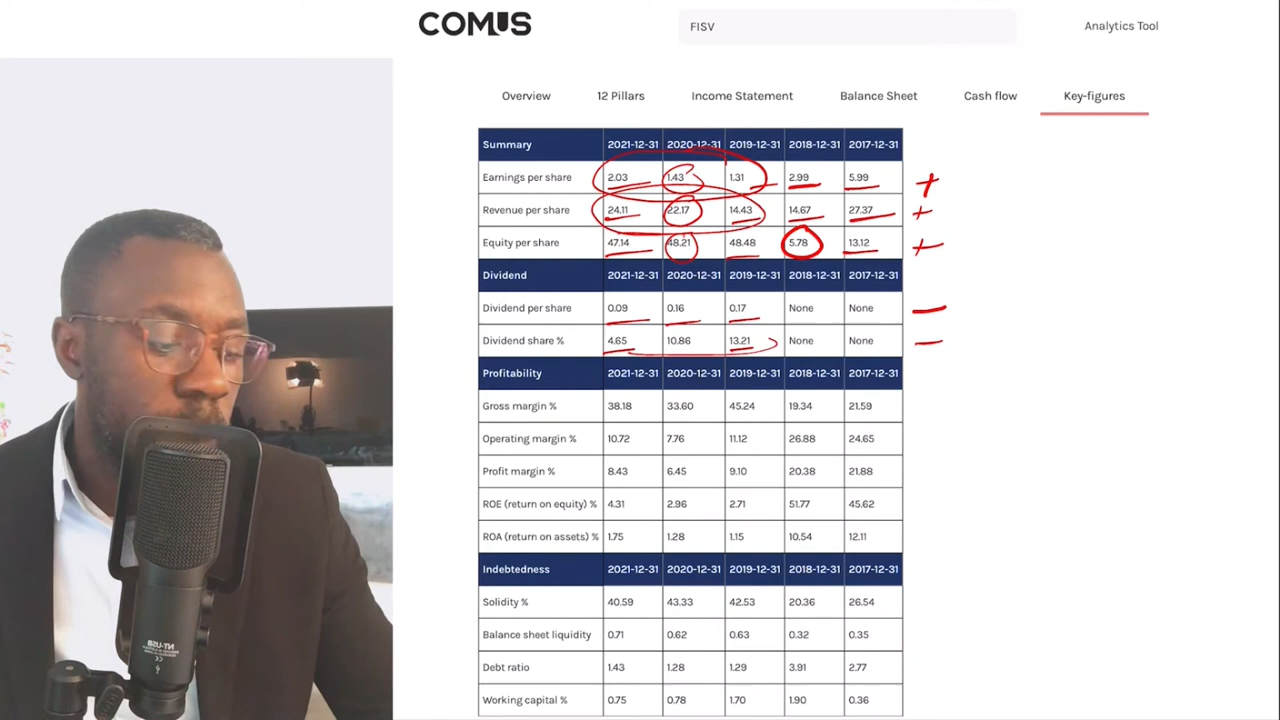 COMUS
FISV
Analytics Tool
Overview 12 Pillars Income Statement Balance Sheet Cash flow Key-figures
Summary 2021-12-31 2020-12-31 2019-12-31 2018-12-31 2017-12-31
Earnings per share 2.03 1.43 1.31 2.99 5.99 +
Revenue per share 24.11 22.17 14.43 14.67 27.37 +
Equity per share 47.14 48.21 48.48 5.78 13.12 +
Dividend 2021-12-31 2020-12-31 2019-12-31 2018-12-31 2017-12-31
Dividend per share 0.09 0.16 0.17 None None −
Dividend share % 4.65 10.86 13.21 None None −
Profitability 2021-12-31 2020-12-31 2019-12-31 2018-12-31 2017-12-31
Gross margin % 38.18 33.60 45.24 19.34 21.59
Operating margin % 10.72 7.76 11.12 26.88 24.65
Profit margin % 8.43 6.45 9.10 20.38 21.88
ROE (return on equity) % 4.31 2.96 2.71 51.77 45.62
ROA (return on assets) % 1.75 1.28 1.15 10.54 12.11
Indebtedness 2021-12-31 2020-12-31 2019-12-31 2018-12-31 2017-12-31
Solidity % 40.59 43.33 42.53 20.36 26.54
Balance sheet liquidity 0.71 0.62 0.63 0.32 0.35
Debt ratio 1.43 1.28 1.29 3.91 2.77
Working capital % 0.75 0.78 1.70 1.90 0.36
NT-USB